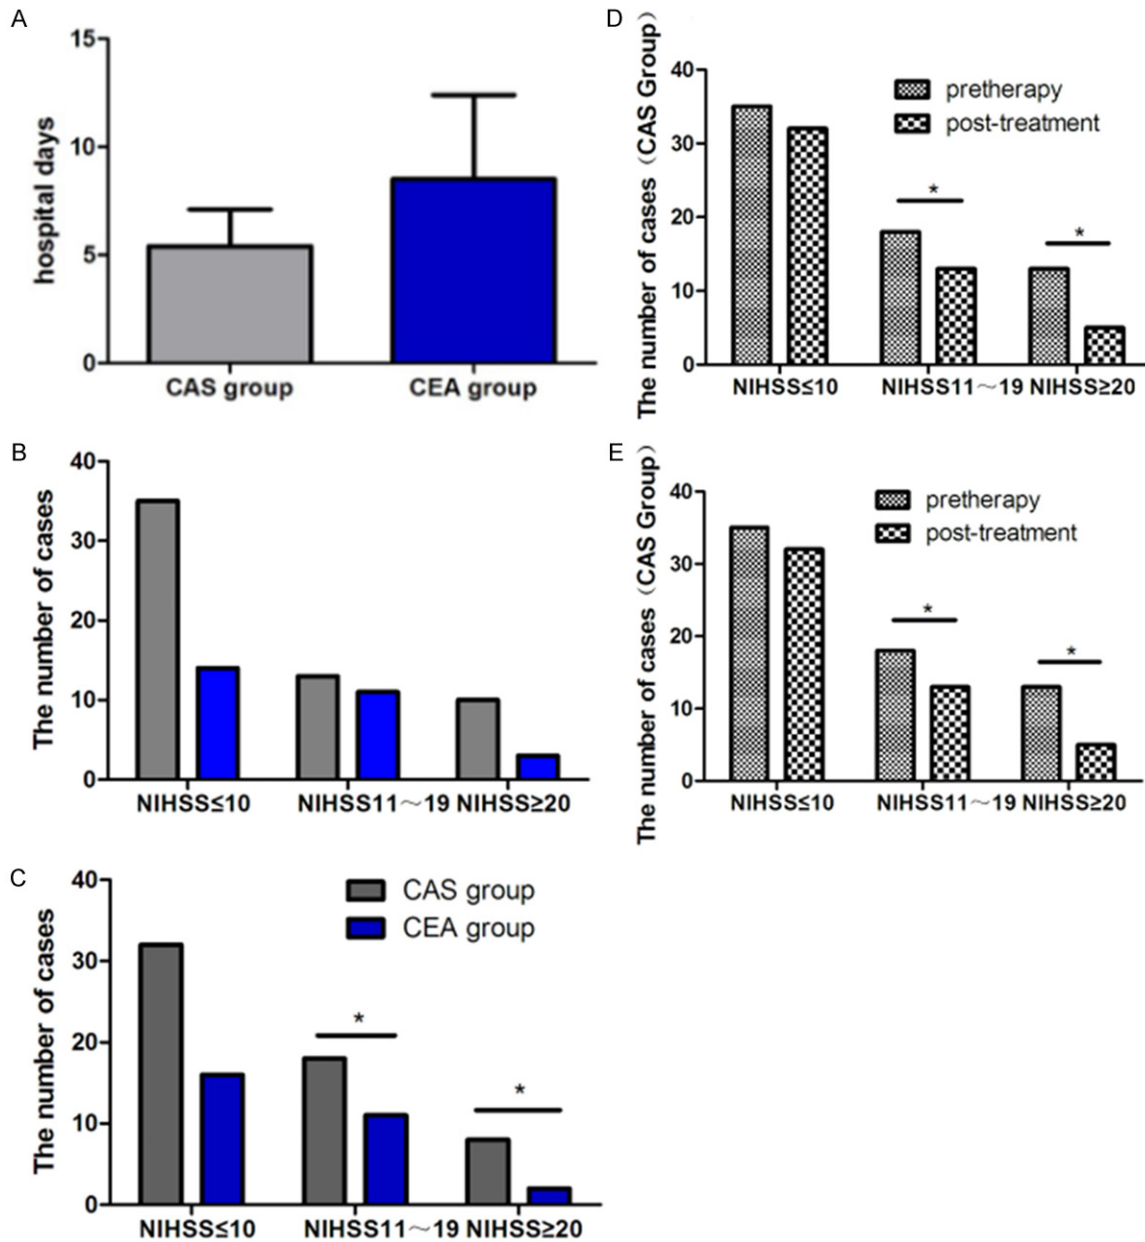 A
15
10
5
0
hospital days
CAS group
CEA group
B
40
30
20
10
0
The number of cases
NIHSS≤10
NIHSS11～19
NIHSS≥20
C
40
30
20
10
0
The number of cases
CAS group
CEA group
*
*
NIHSS≤10
NIHSS11～19
NIHSS≥20
D
40
30
20
10
0
The number of cases（CAS Group）
pretherapy
post-treatment
*
*
NIHSS≤10
NIHSS11～19
NIHSS≥20
E
40
30
20
10
0
The number of cases（CAS Group）
pretherapy
post-treatment
*
*
NIHSS≤10
NIHSS11～19
NIHSS≥20